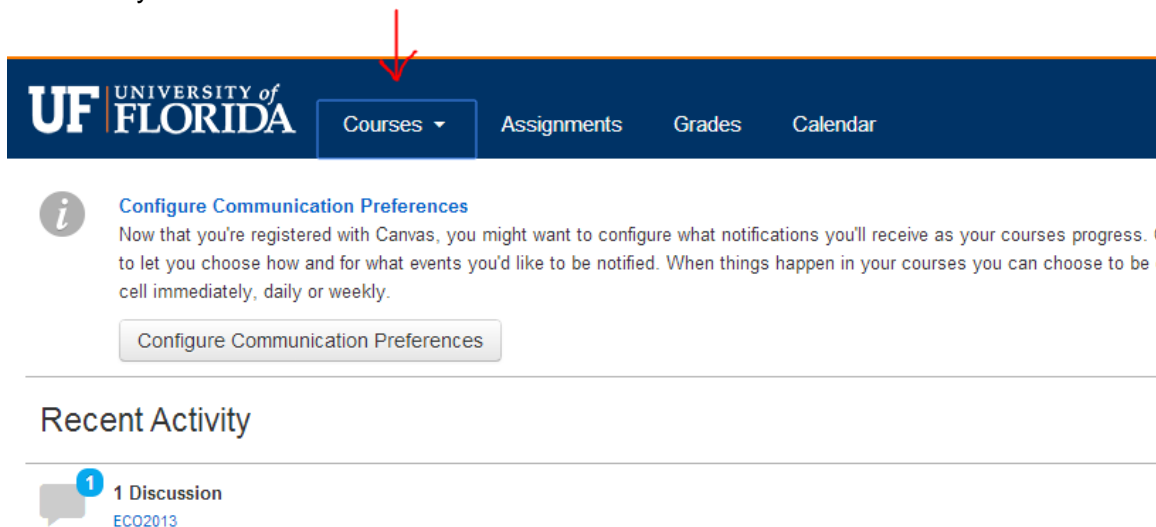 UF UNIVERSITY of FLORIDA
Courses Assignments Grades Calendar
i
Configure Communication Preferences
Now that you're registered with Canvas, you might want to configure what notifications you'll receive as your courses progress.
to let you choose how and for what events you'd like to be notified. When things happen in your courses you can choose to be
cell immediately, daily or weekly.
Configure Communication Preferences
Recent Activity
1
1 Discussion
ECO2013